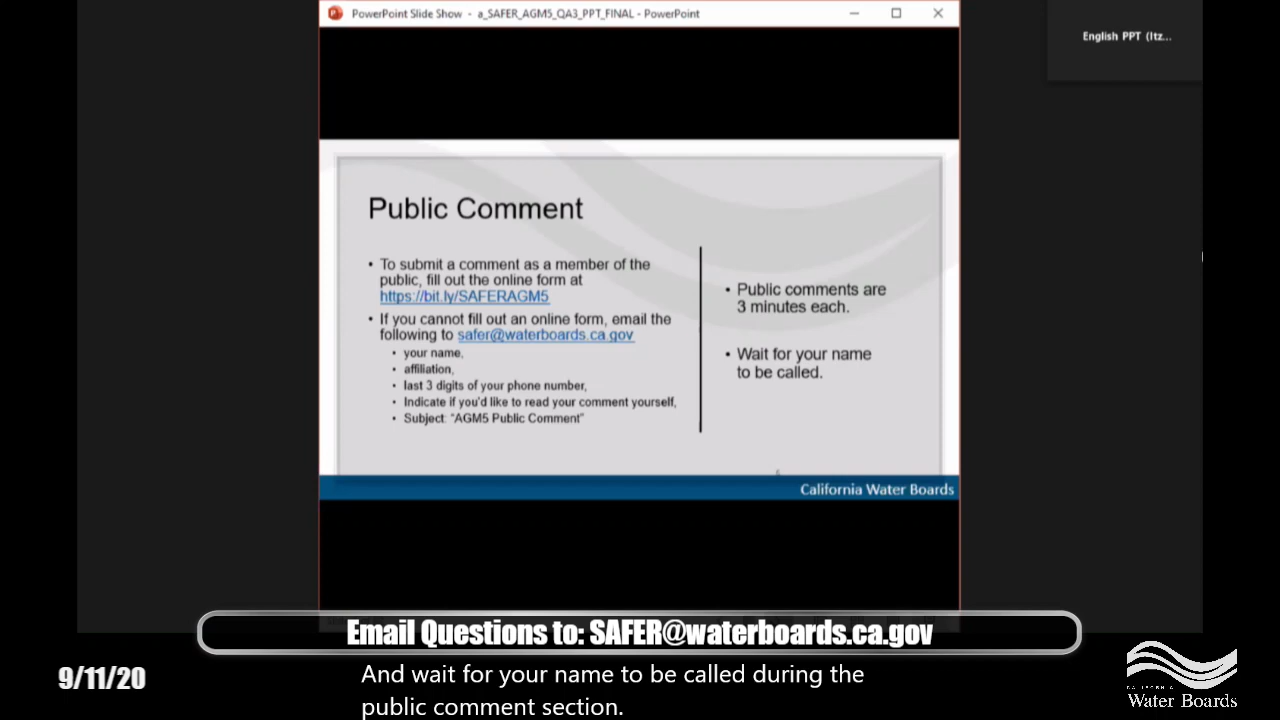 PowerPoint Slide Show - a_SAFER_AGM5_QA3_PPT_FINAL - PowerPoint
English PPT (Itz...
Public Comment
• To submit a comment as a member of the
public, fill out the online form at
https://bit.ly/SAFERAGM5
• If you cannot fill out an online form, email the
following to safer@waterboards.ca.gov
• your name,
• affiliation,
• last 3 digits of your phone number,
• Indicate if you'd like to read your comment yourself,
• Subject: "AGM5 Public Comment"
• Public comments are
3 minutes each.
• Wait for your name
to be called.
California Water Boards
Email Questions to: SAFER@waterboards.ca.gov
9/11/20
And wait for your name to be called during the
public comment section.
CALIFORNIA
Water Boards